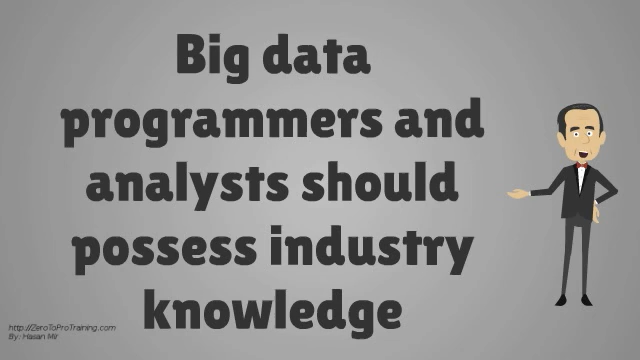 Big data
programmers and
analysts should
possess industry
knowledge
http://ZeroToProTraining.com
By: Hasan Mir